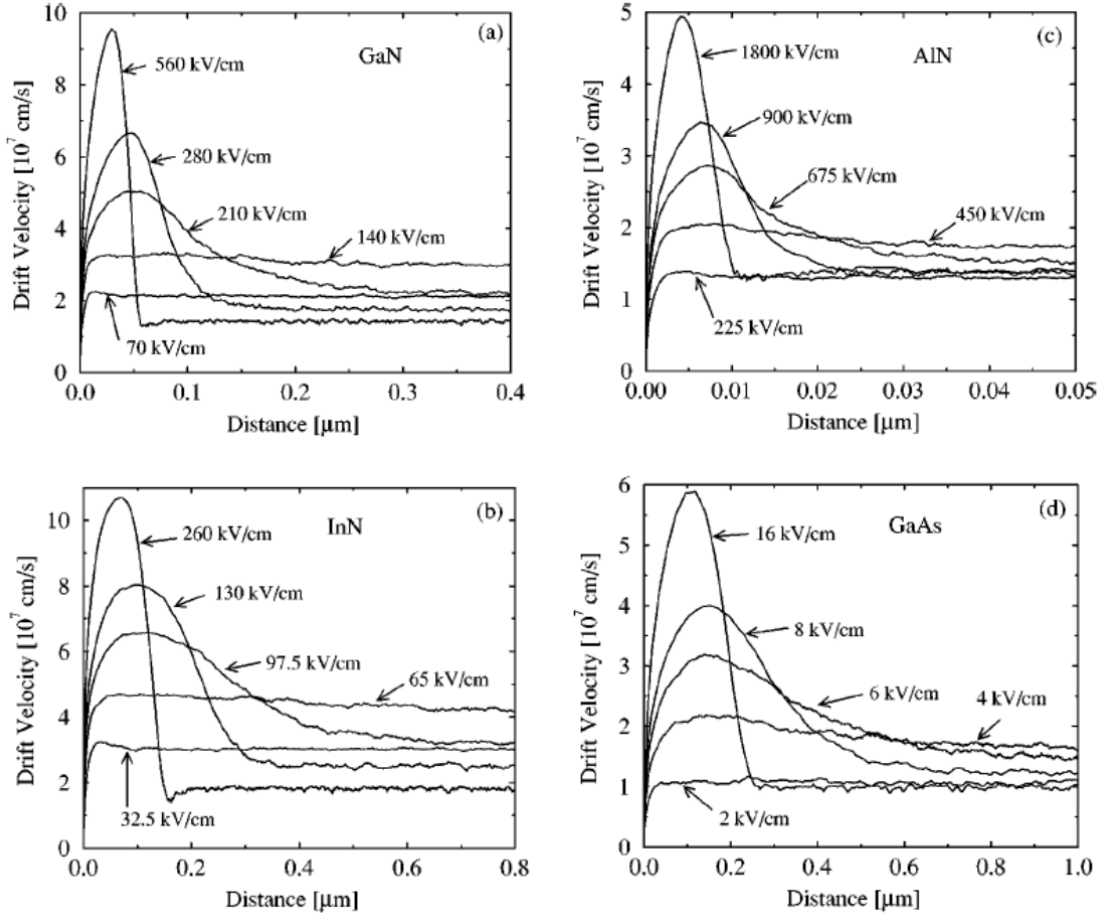 (a)
GaN
560 kV/cm
280 kV/cm
210 kV/cm
140 kV/cm
70 kV/cm
10
8
6
4
2
0
0.0 0.1 0.2 0.3 0.4
Drift Velocity [10⁷ cm/s]
Distance [μm]
(c)
AlN
1800 kV/cm
900 kV/cm
675 kV/cm
450 kV/cm
225 kV/cm
5
4
3
2
1
0
0.00 0.01 0.02 0.03 0.04 0.05
Drift Velocity [10⁷ cm/s]
Distance [μm]
(b)
InN
260 kV/cm
130 kV/cm
97.5 kV/cm
65 kV/cm
32.5 kV/cm
10
8
6
4
2
0
0.0 0.2 0.4 0.6 0.8
Drift Velocity [10⁷ cm/s]
Distance [μm]
(d)
GaAs
16 kV/cm
8 kV/cm
6 kV/cm
4 kV/cm
2 kV/cm
6
5
4
3
2
1
0
0.0 0.2 0.4 0.6 0.8 1.0
Drift Velocity [10⁷ cm/s]
Distance [μm]